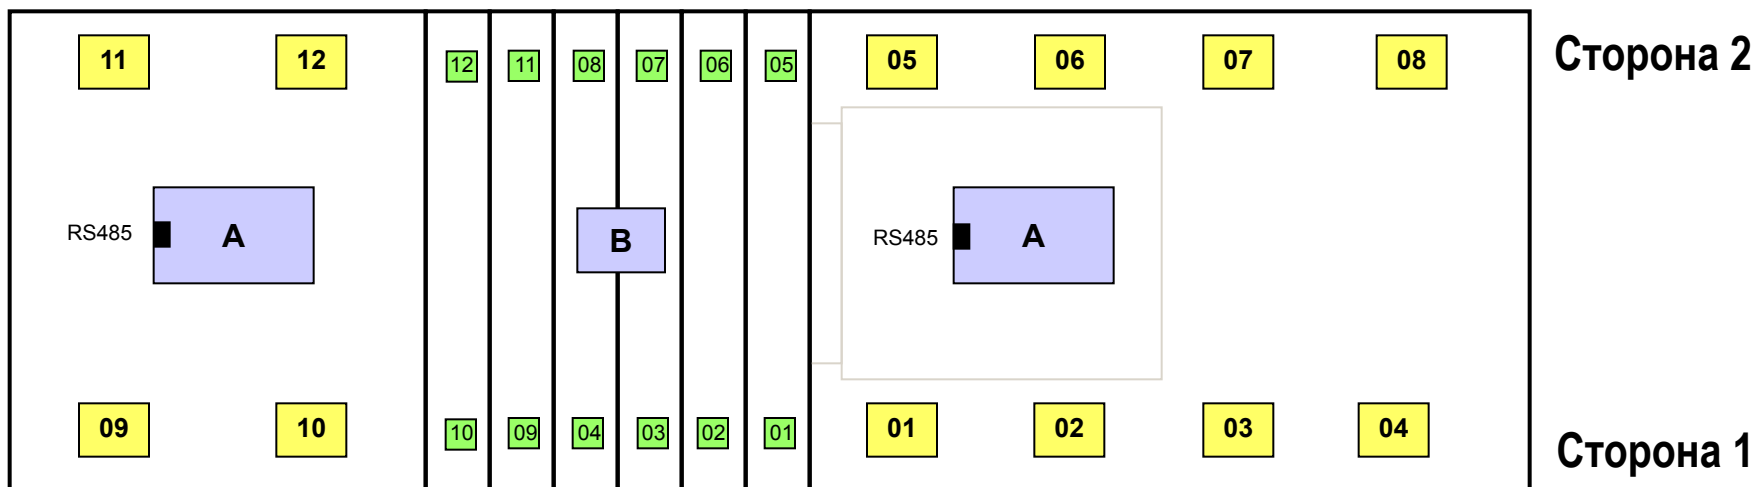 11 12 12 11 08 07 06 05 05 06 07 08 Сторона 2
RS485 A B RS485 A
09 10 10 09 04 03 02 01 01 02 03 04 Сторона 1